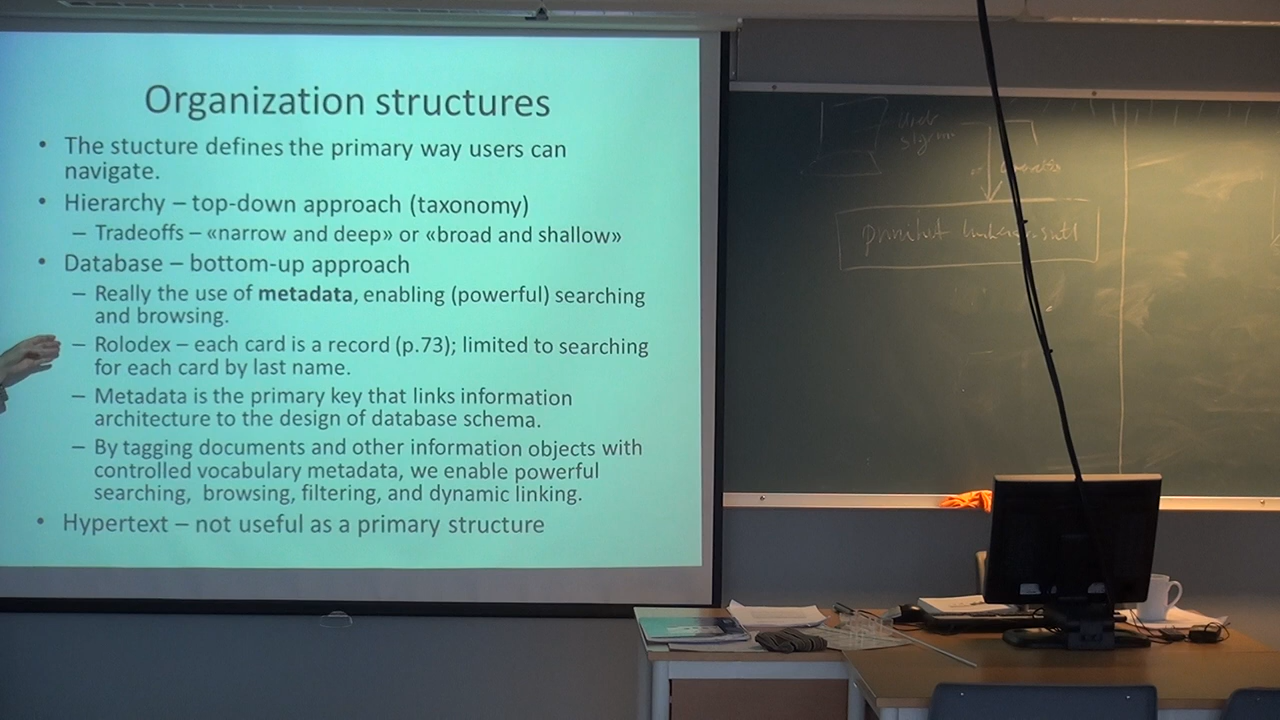 Organization structures
• The stucture defines the primary way users can
navigate.
• Hierarchy – top-down approach (taxonomy)
– Tradeoffs – «narrow and deep» or «broad and shallow»
• Database – bottom-up approach
– Really the use of metadata, enabling (powerful) searching
and browsing.
– Rolodex – each card is a record (p.73); limited to searching
for each card by last name.
– Metadata is the primary key that links information
architecture to the design of database schema.
– By tagging documents and other information objects with
controlled vocabulary metadata, we enable powerful
searching, browsing, filtering, and dynamic linking.
• Hypertext – not useful as a primary structure